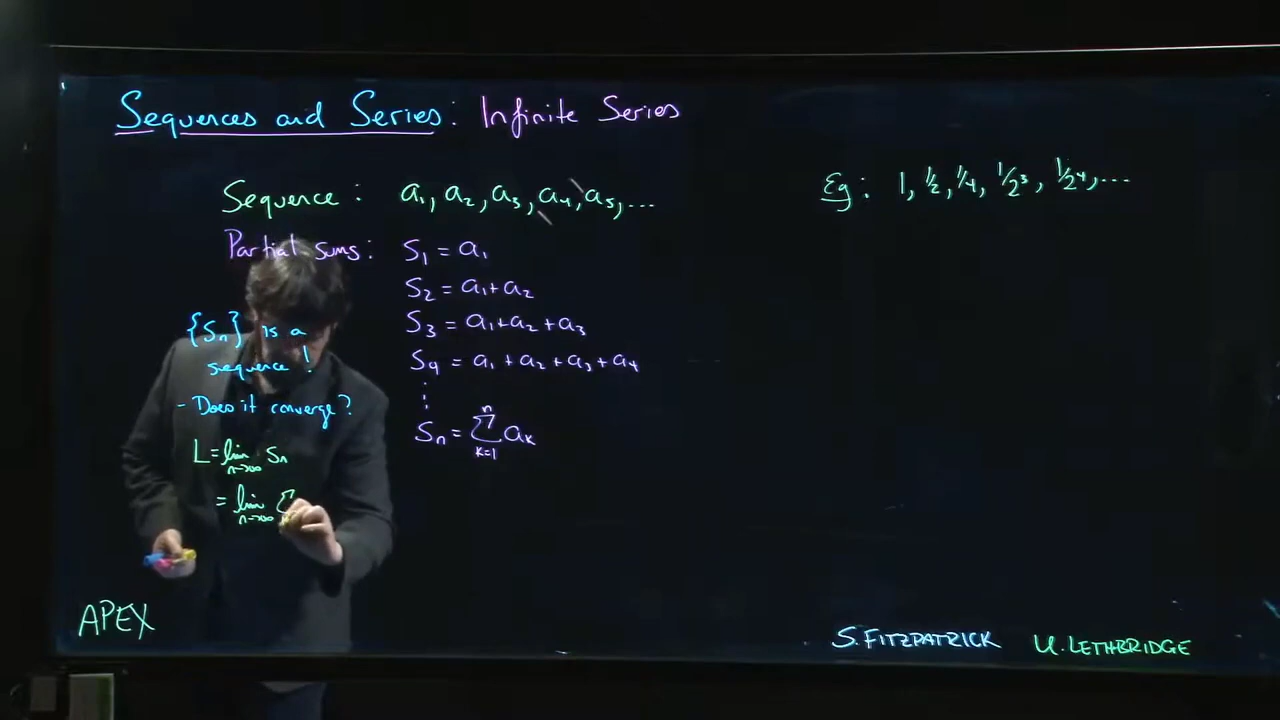 Sequences and Series: Infinite Series
Sequence: a₁, a₂, a₃, a₄, a₅, ...
Partial sums: S₁ = a₁
S₂ = a₁ + a₂
S₃ = a₁ + a₂ + a₃
S₄ = a₁ + a₂ + a₃ + a₄
⋮
Sₙ = ∑ₖ₌₁ⁿ aₖ
{Sₙ} is a
sequence!
- Does it converge?
L = lim n→∞ Sₙ
= lim n→∞ ∑
Eg: 1, 1/2, 1/4, 1/2³, 1/2⁴, ...
APEX
S. FITZPATRICK U. LETHBRIDGE